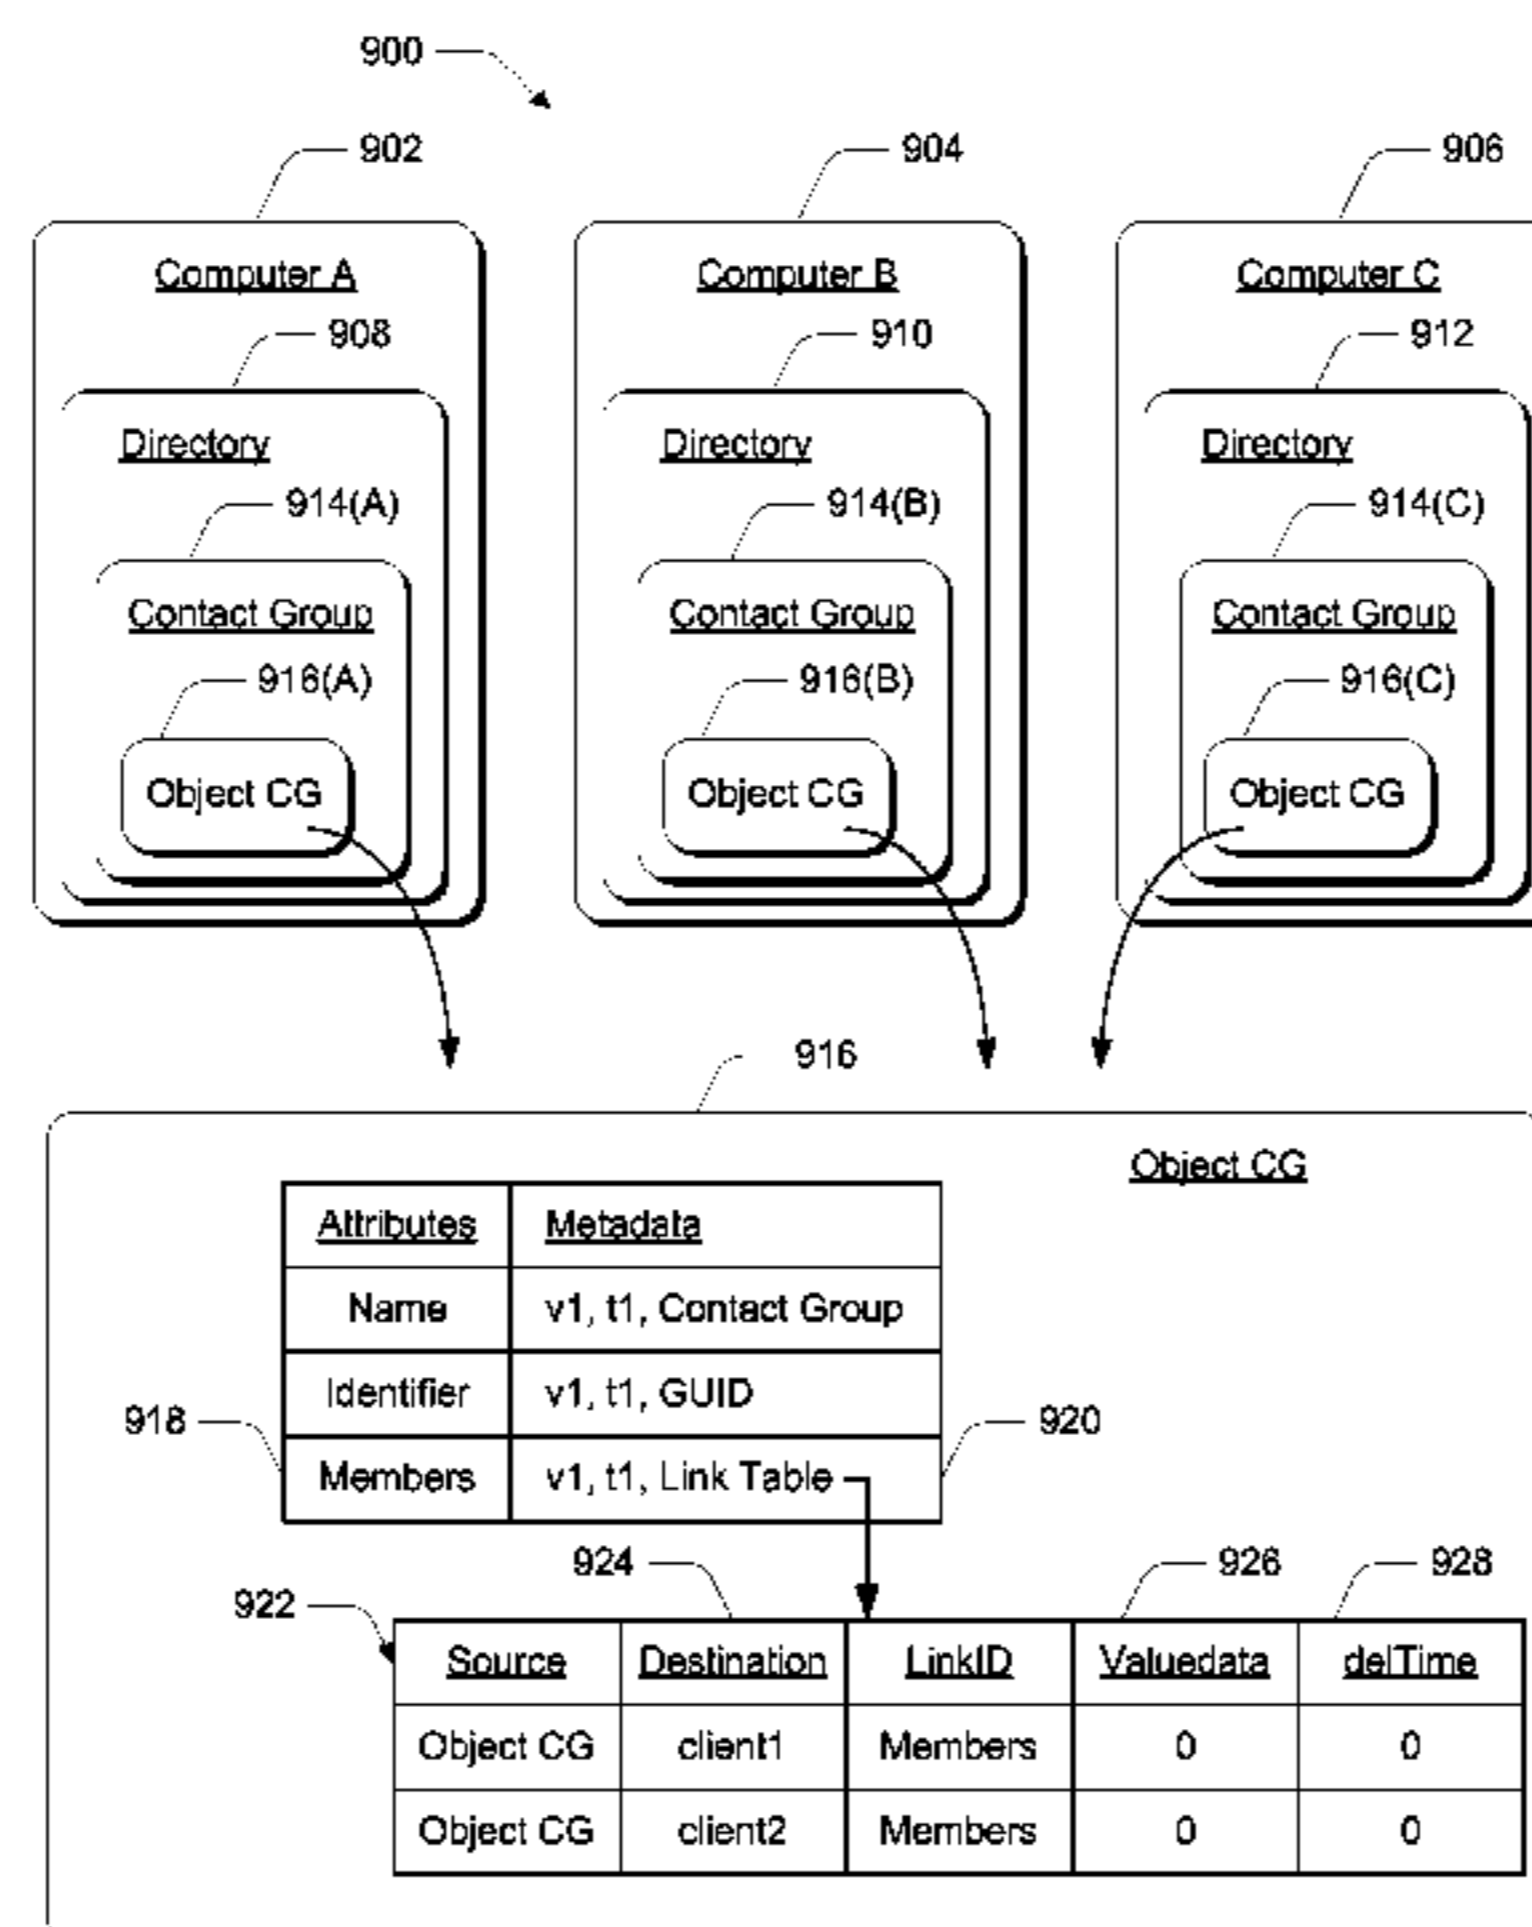 900
902 904 906
Computer A Computer B Computer C
908 910 912
Directory Directory Directory
914(A) 914(B) 914(C)
Contact Group Contact Group Contact Group
916(A) 916(B) 916(C)
Object CG Object CG Object CG
916
Object CG
Attributes Metadata
Name v1, t1, Contact Group
Identifier v1, t1, GUID
918 920
Members v1, t1, Link Table
924 926 928
922
Source Destination LinkID Valuedata delTime
Object CG client1 Members 0 0
Object CG client2 Members 0 0